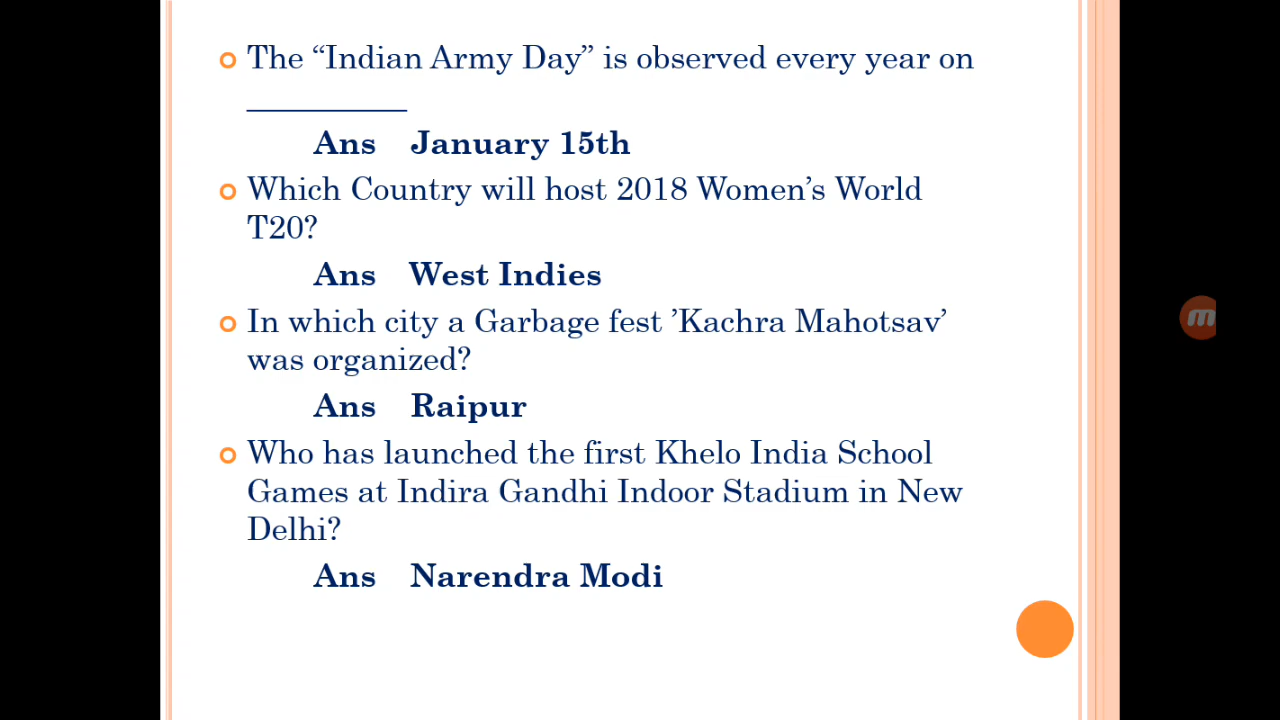 The “Indian Army Day” is observed every year on
__________
Ans January 15th
Which Country will host 2018 Women’s World
T20?
Ans West Indies
In which city a Garbage fest ’Kachra Mahotsav’
was organized?
Ans Raipur
Who has launched the first Khelo India School
Games at Indira Gandhi Indoor Stadium in New
Delhi?
Ans Narendra Modi
m